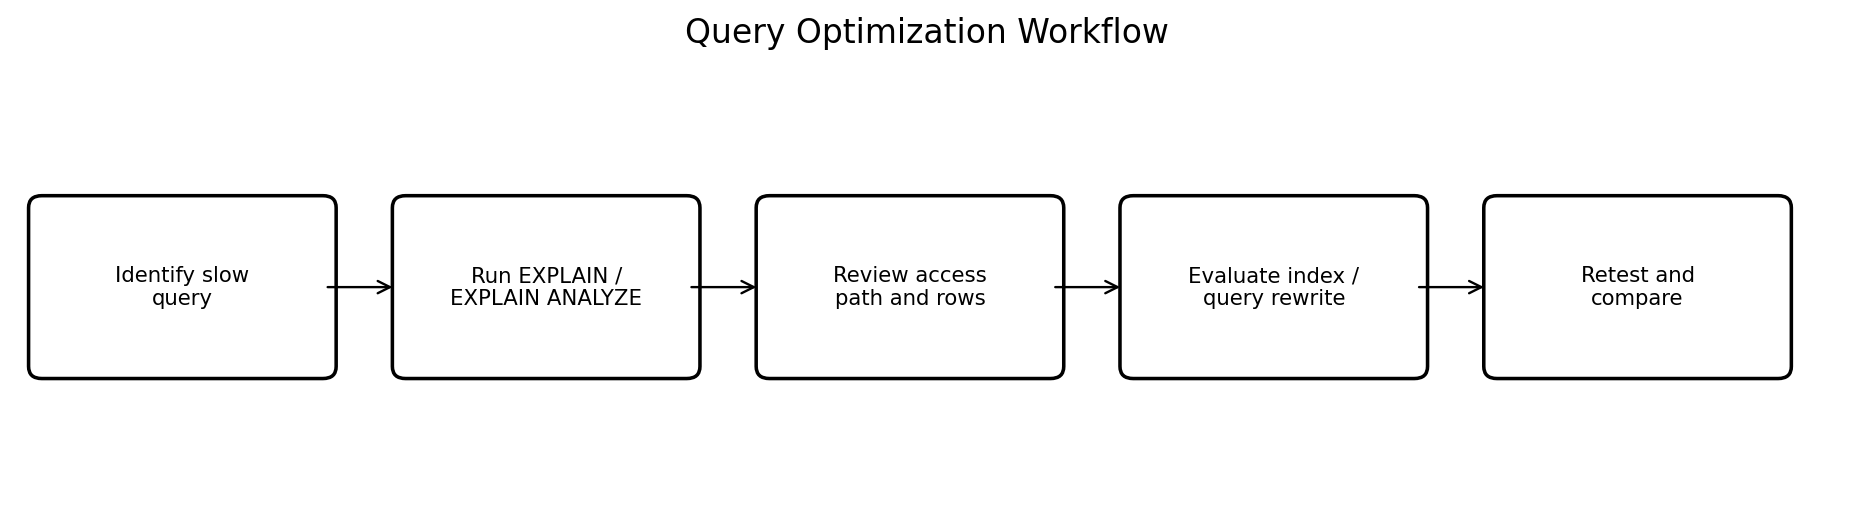 Query Optimization Workflow
Identify slow
query
Run EXPLAIN /
EXPLAIN ANALYZE
Review access
path and rows
Evaluate index /
query rewrite
Retest and
compare